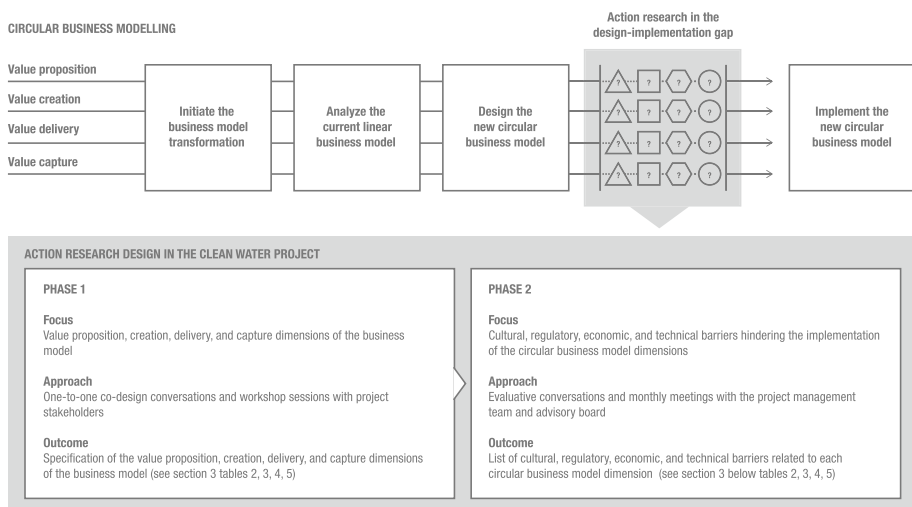 CIRCULAR BUSINESS MODELLING
Action research in the
design-implementation gap
Value proposition
Value creation
Value delivery
Value capture
Initiate the
business model
transformation
Analyze the
current linear
business model
Design the
new circular
business model
? ? ? ?
? ? ? ?
? ? ? ?
? ? ? ?
Implement the
new circular
business model
ACTION RESEARCH DESIGN IN THE CLEAN WATER PROJECT
PHASE 1
Focus
Value proposition, creation, delivery, and capture dimensions of the business
model
Approach
One-to-one co-design conversations and workshop sessions with project
stakeholders
Outcome
Specification of the value proposition, creation, delivery, and capture dimensions
of the business model (see section 3 tables 2, 3, 4, 5)
PHASE 2
Focus
Cultural, regulatory, economic, and technical barriers hindering the implementation
of the circular business model dimensions
Approach
Evaluative conversations and monthly meetings with the project management
team and advisory board
Outcome
List of cultural, regulatory, economic, and technical barriers related to each
circular business model dimension (see section 3 below tables 2, 3, 4, 5)